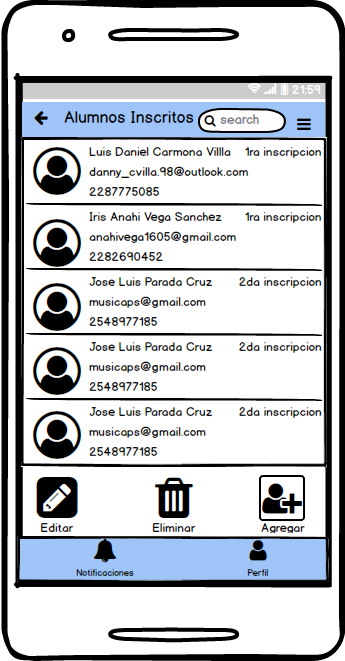 21:59
Alumnos Inscritos search
Luis Daniel Carmona Villla 1ra inscripcion
danny_cvilla.98@outlook.com
2287775085
Iris Anahi Vega Sanchez 1ra inscripcion
anahivega1605@gmail.com
2282690452
Jose Luis Parada Cruz 2da inscripcion
musicaps@gmail.com
2548977185
Jose Luis Parada Cruz 2da inscripcion
musicaps@gmail.com
2548977185
Jose Luis Parada Cruz 2da inscripcion
musicaps@gmail.com
2548977185
Editar Eliminar Agregar
Notificaciones Perfil